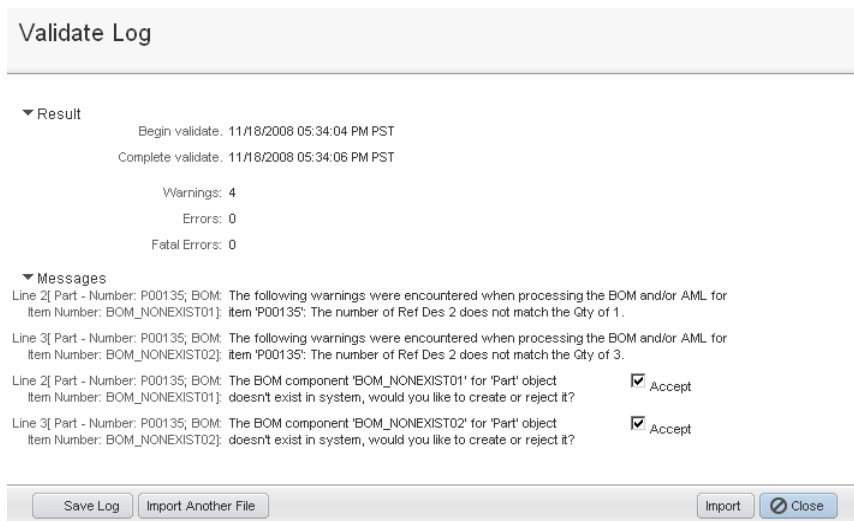 Validate Log
Result
Begin validate. 11/18/2008 05:34:04 PM PST
Complete validate. 11/18/2008 05:34:06 PM PST
Warnings: 4
Errors: 0
Fatal Errors: 0
Messages
Line 2[ Part - Number: P00135; BOM: The following warnings were encountered when processing the BOM and/or AML for
Item Number: BOM_NONEXIST01]: item 'P00135': The number of Ref Des 2 does not match the Qty of 1.
Line 3[ Part - Number: P00135; BOM: The following warnings were encountered when processing the BOM and/or AML for
Item Number: BOM_NONEXIST02]: item 'P00135': The number of Ref Des 2 does not match the Qty of 3.
Line 2[ Part - Number: P00135; BOM: The BOM component 'BOM_NONEXIST01' for 'Part' object Accept
Item Number: BOM_NONEXIST01]: doesn't exist in system, would you like to create or reject it?
Line 3[ Part - Number: P00135; BOM: The BOM component 'BOM_NONEXIST02' for 'Part' object Accept
Item Number: BOM_NONEXIST02]: doesn't exist in system, would you like to create or reject it?
Save Log Import Another File Import Close